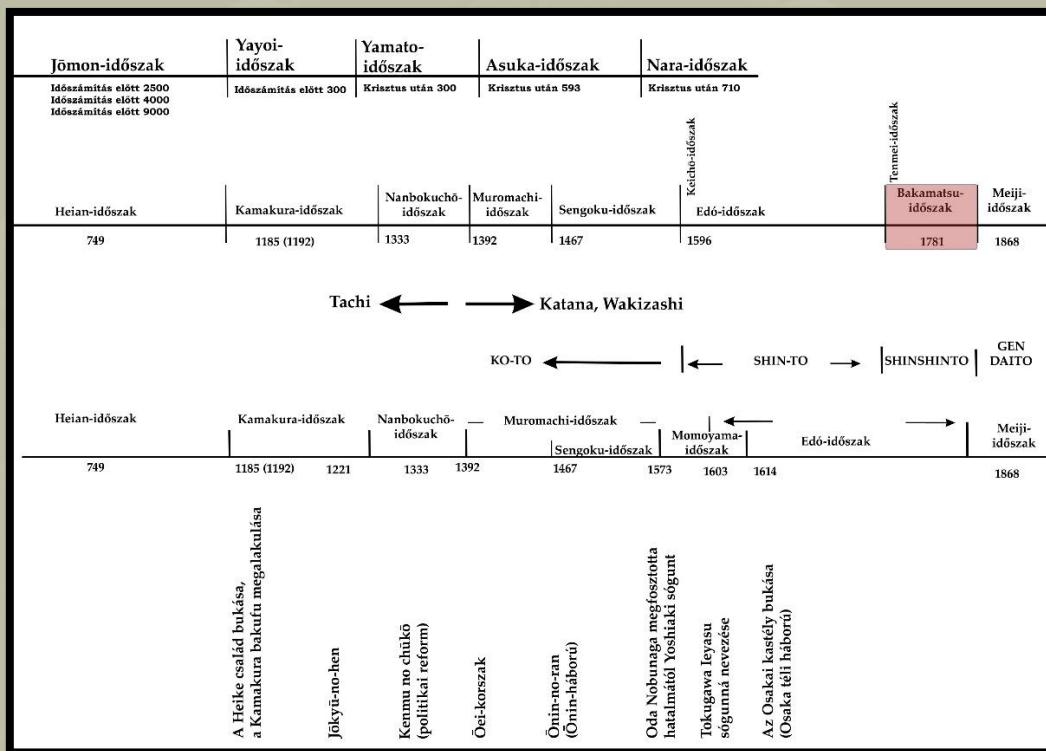 Jōmon-időszak
Időszámítás előtt 2500
Időszámítás előtt 4000
Időszámítás előtt 9000
Yayoi-
időszak
Időszámítás előtt 300
Yamato-
időszak
Krisztus után 300
Asuka-időszak
Krisztus után 593
Nara-időszak
Krisztus után 710
Heian-időszak
749
Kamakura-időszak
1185 (1192)
Nanbokuchō-
időszak
1333
Muromachi-
időszak
1392
Sengoku-időszak
1467
Keichō-időszak
Edó-időszak
1596
Tenmei-időszak
Bakamatsu-
időszak
1781
Meiji-
időszak
1868
Tachi
Katana, Wakizashi
KO-TO
SHIN-TO
SHINSHINTO
GEN
DAITO
Heian-időszak
749
Kamakura-időszak
1185 (1192)
1221
Nanbokuchō-
időszak
1333
1392
Muromachi-időszak
Sengoku-időszak
1467
1573
Momoyama-
időszak
1603
1614
Edó-időszak
Meiji-
időszak
1868
A Heike család bukása,
a Kamakura bakufu megalakulása
Jōkyū-no-hen
Kenmu no chūkō
(politikai reform)
Ōei-korszak
Ōnin-no-ran
(Ōnin-háború)
Oda Nobunaga megfosztotta
hatalmától Yoshiaki sógunt
Tokugawa Ieyasu
sógunná nevezése
Az Osakai kastély bukása
(Osaka téli háború)